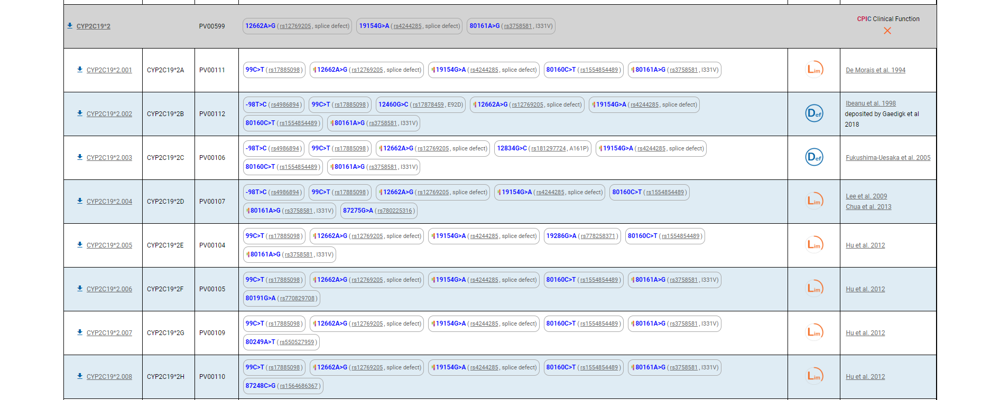 CYP2C19*2 PV00599 12662A>G (rs12769205, splice defect) 19154G>A (rs4244285, splice defect) 80161A>G (rs3758581, I331V) CPIC Clinical Function
CYP2C19*2.001 CYP2C19*2A PV00111 99C>T (rs17885098) 12662A>G (rs12769205, splice defect) 19154G>A (rs4244285, splice defect) 80160C>T (rs1554854489) 80161A>G (rs3758581, I331V) Lim De Morais et al. 1994
CYP2C19*2.002 CYP2C19*2B PV00112 -98T>C (rs4986894) 99C>T (rs17885098) 12460G>C (rs17878459, E92D) 12662A>G (rs12769205, splice defect) 19154G>A (rs4244285, splice defect)
80160C>T (rs1554854489) 80161A>G (rs3758581, I331V) Def Ibeanu et al. 1998
deposited by Gaedigk et al
2018
CYP2C19*2.003 CYP2C19*2C PV00106 -98T>C (rs4986894) 99C>T (rs17885098) 12662A>G (rs12769205, splice defect) 12834G>C (rs181297724, A161P) 19154G>A (rs4244285, splice defect)
80160C>T (rs1554854489) 80161A>G (rs3758581, I331V) Def Fukushima-Uesaka et al. 2005
CYP2C19*2.004 CYP2C19*2D PV00107 -98T>C (rs4986894) 99C>T (rs17885098) 12662A>G (rs12769205, splice defect) 19154G>A (rs4244285, splice defect) 80160C>T (rs1554854489)
80161A>G (rs3758581, I331V) 87275G>A (rs780225316) Lim Lee et al. 2009
Chua et al. 2013
CYP2C19*2.005 CYP2C19*2E PV00104 99C>T (rs17885098) 12662A>G (rs12769205, splice defect) 19154G>A (rs4244285, splice defect) 19286G>A (rs778258371) 80160C>T (rs1554854489)
80161A>G (rs3758581, I331V) Lim Hu et al. 2012
CYP2C19*2.006 CYP2C19*2F PV00105 99C>T (rs17885098) 12662A>G (rs12769205, splice defect) 19154G>A (rs4244285, splice defect) 80160C>T (rs1554854489) 80161A>G (rs3758581, I331V)
80191G>A (rs770829708) Lim Hu et al. 2012
CYP2C19*2.007 CYP2C19*2G PV00109 99C>T (rs17885098) 12662A>G (rs12769205, splice defect) 19154G>A (rs4244285, splice defect) 80160C>T (rs1554854489) 80161A>G (rs3758581, I331V)
80249A>T (rs550527959) Lim Hu et al. 2012
CYP2C19*2.008 CYP2C19*2H PV00110 99C>T (rs17885098) 12662A>G (rs12769205, splice defect) 19154G>A (rs4244285, splice defect) 80160C>T (rs1554854489) 80161A>G (rs3758581, I331V)
87248C>G (rs1564686367) Lim Hu et al. 2012